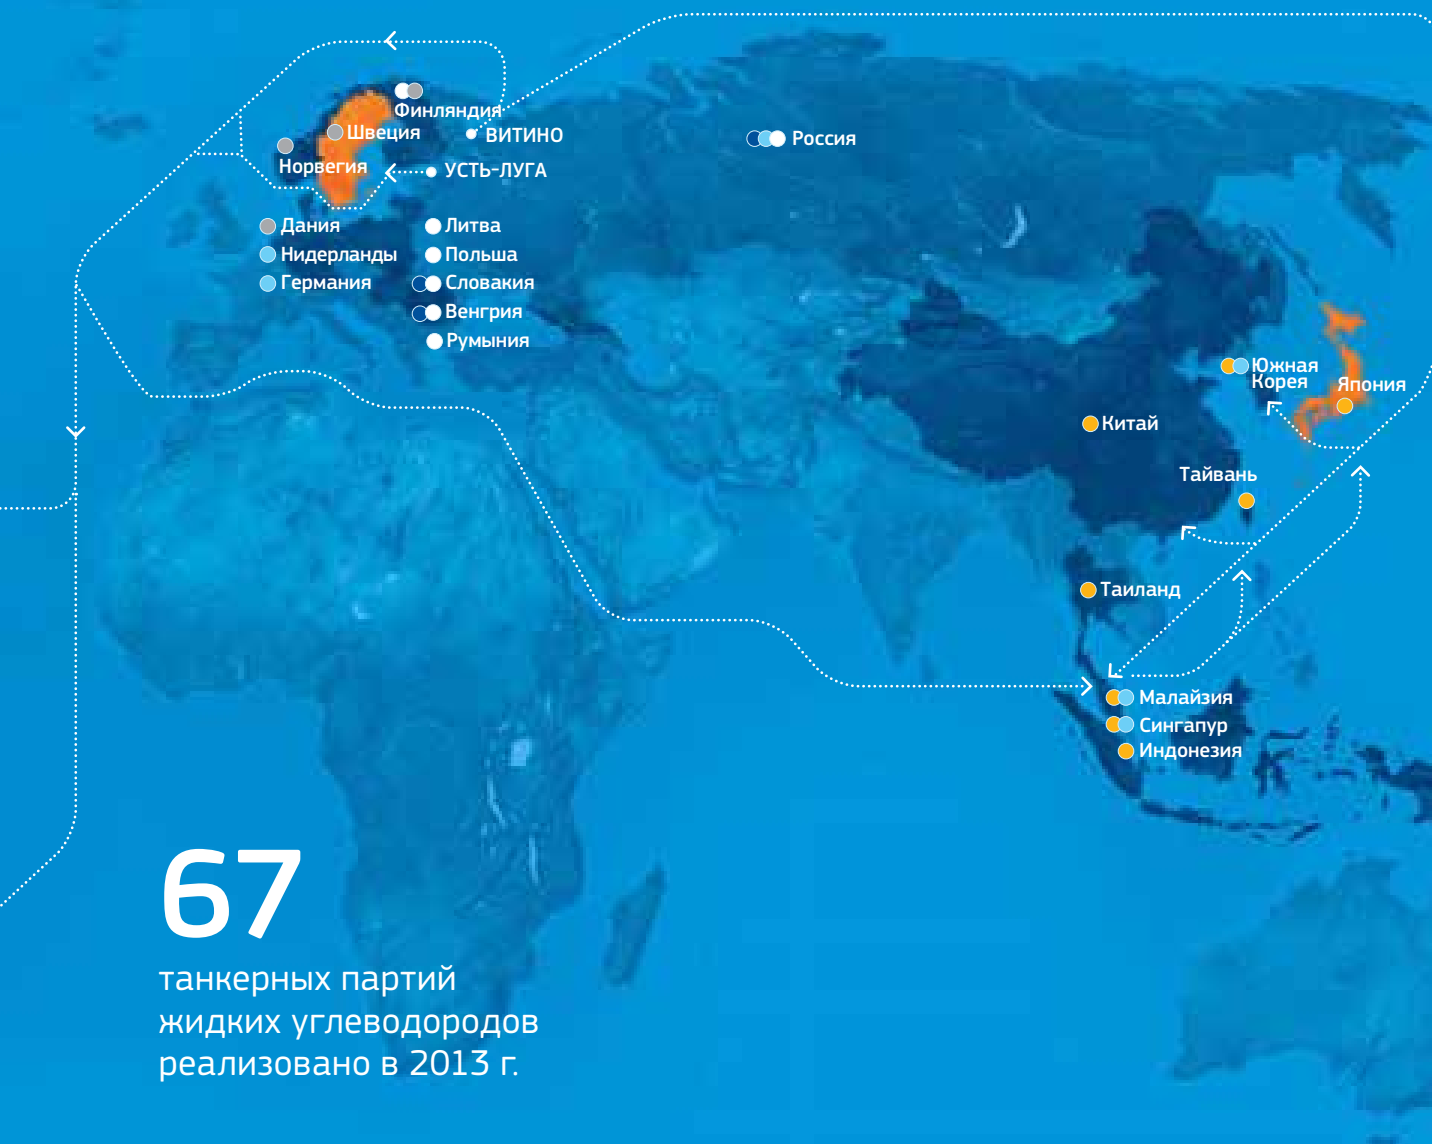 Финляндия
Швеция
ВИТИНО
Россия
Норвегия
УСТЬ-ЛУГА
Дания
Нидерланды
Германия
Литва
Польша
Словакия
Венгрия
Румыния
Южная
Корея
Япония
Китай
Тайвань
Таиланд
Малайзия
Сингапур
Индонезия
67
танкерных партий
жидких углеводородов
реализовано в 2013 г.